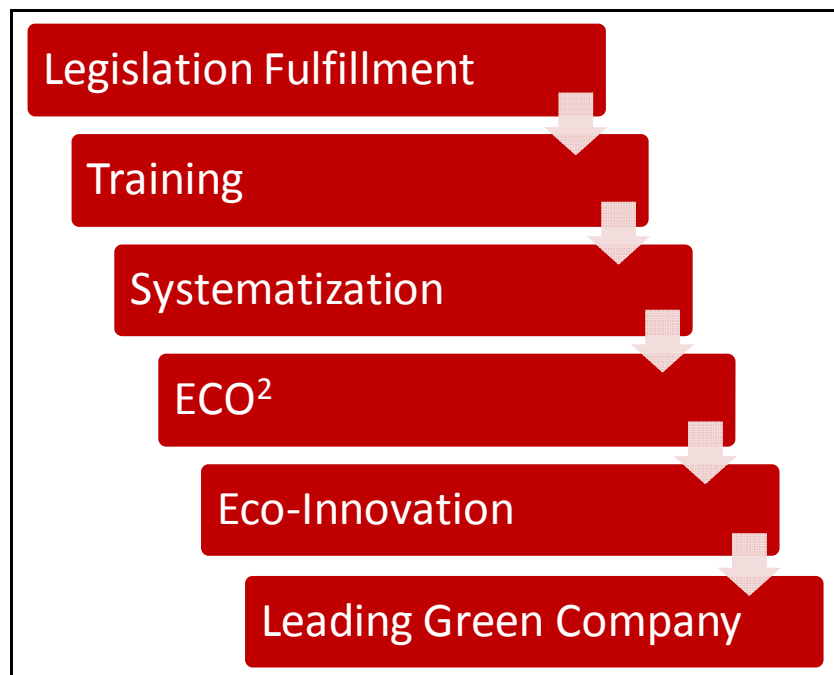 Legislation Fulfillment
Training
Systematization
ECO²
Eco-Innovation
Leading Green Company